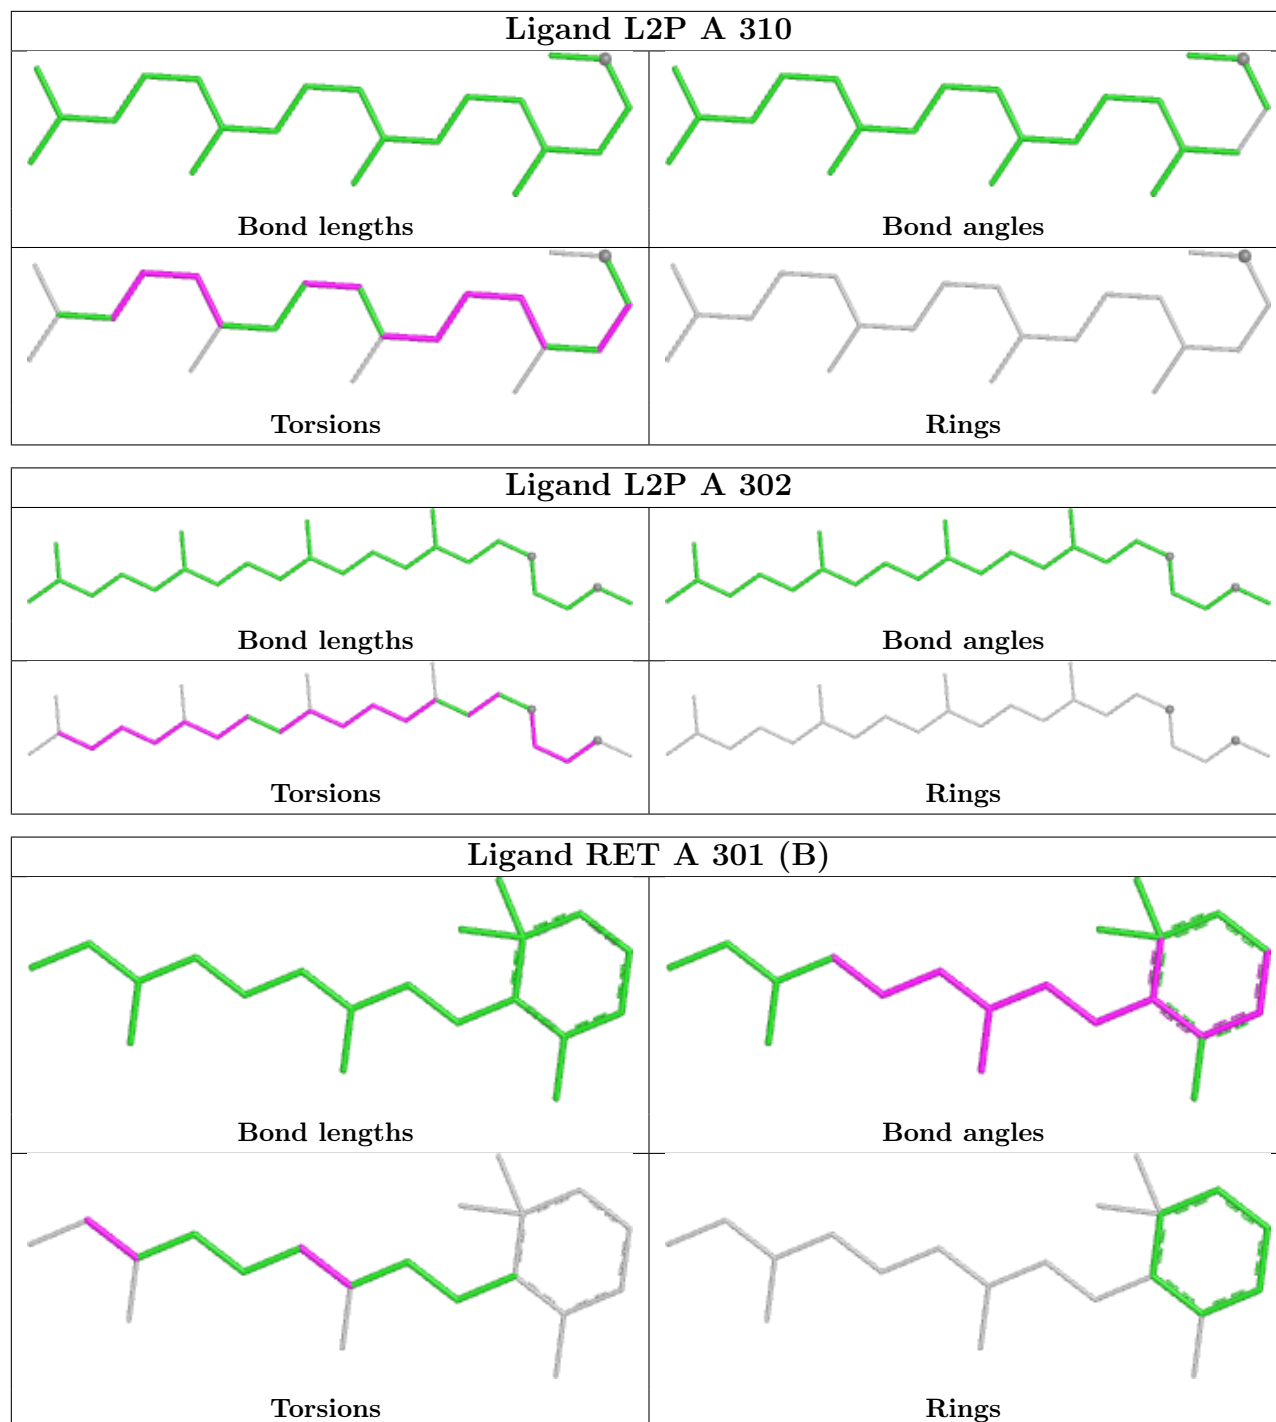 Ligand L2P A 310
Bond lengths
Bond angles
Torsions
Rings
Ligand L2P A 302
Bond lengths
Bond angles
Torsions
Rings
Ligand RET A 301 (B)
Bond lengths
Bond angles
Torsions
Rings